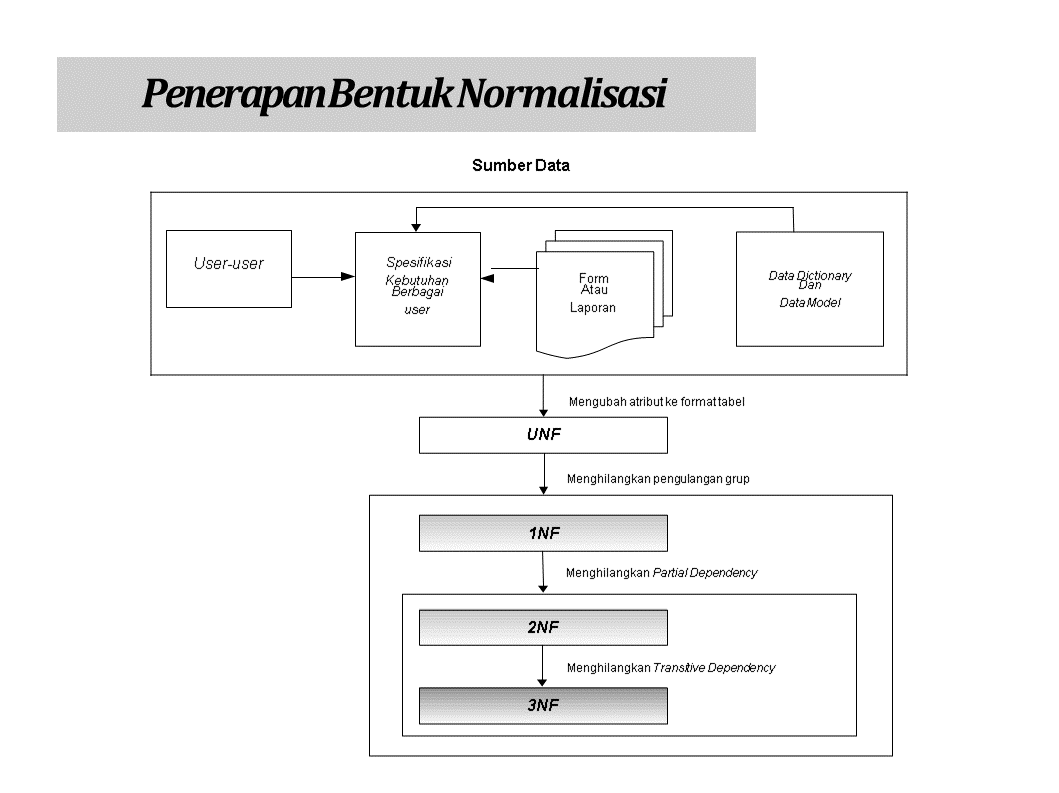 Penerapan Bentuk Normalisasi
Sumber Data
User-user
Spesifikasi
Kebutuhan
Berbagai
user
Form
Atau
Laporan
Data Dictionary
Dan
Data Model
Mengubah atribut ke format tabel
UNF
Menghilangkan pengulangan grup
1NF
Menghilangkan Partial Dependency
2NF
Menghilangkan Transitive Dependency
3NF